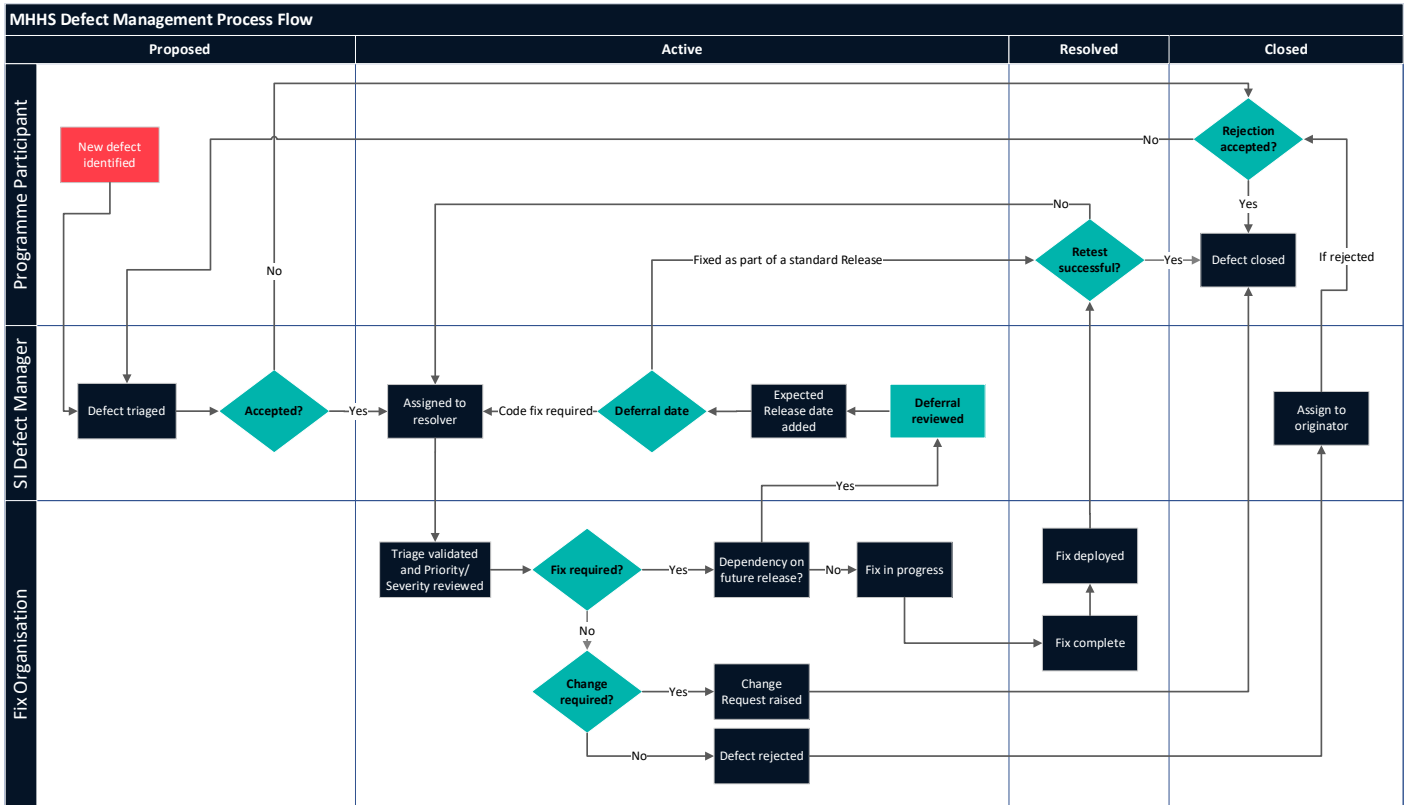 MHHS Defect Management Process Flow
Proposed
Active
Resolved
Closed
Programme Participant
New defect
identified
No
No
Rejection
accepted?
Yes
No
Fixed as part of a standard Release
Retest
successful?
Yes
Defect closed
If rejected
SI Defect Manager
Defect triaged
Accepted?
Yes
Assigned to
resolver
Code fix required
Deferral date
Expected
Release date
added
Deferral
reviewed
Assign to
originator
Yes
Fix Organisation
Triage validated
and Priority/
Severity reviewed
Fix required?
Yes
Dependency on
future release?
No
Fix in progress
Fix deployed
No
Fix complete
Change
required?
Yes
Change
Request raised
No
Defect rejected